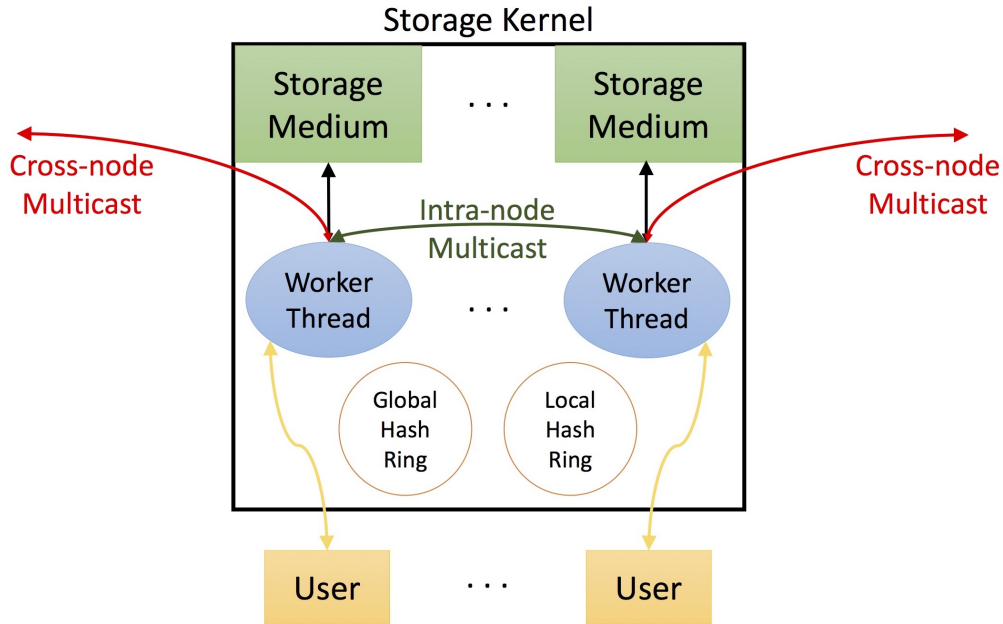 Storage Kernel
Storage
Medium
. . .
Storage
Medium
Cross-node
Multicast
Intra-node
Multicast
Cross-node
Multicast
Worker
Thread
. . .
Worker
Thread
Global
Hash
Ring
Local
Hash
Ring
User
. . .
User